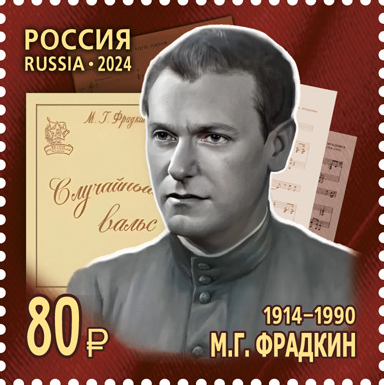 РОССИЯ
RUSSIA • 2024
М. Г. Фрадкин
Случайный
вальс
80 ₽
1914–1990
М.Г. ФРАДКИН